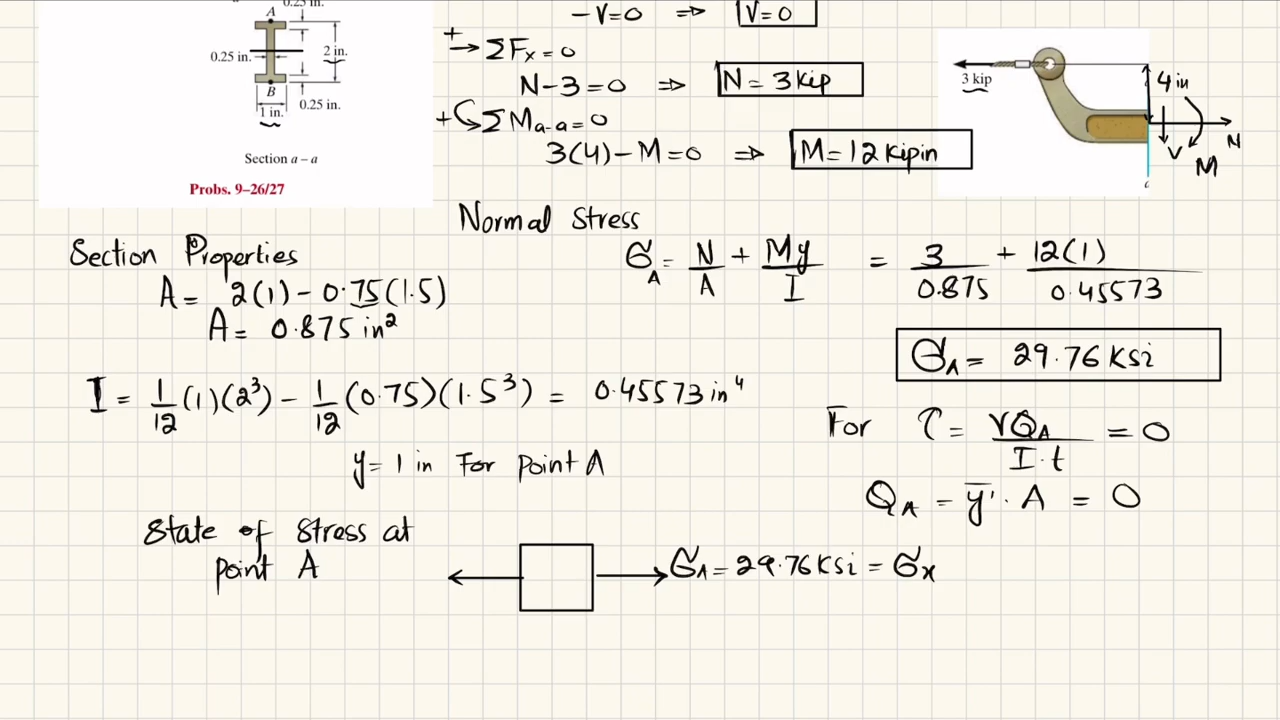 0.25 in.
A
0.25 in.
2 in.
B
1 in.
0.25 in.
Section a – a
Probs. 9–26/27
-V=0 ⇒ V=0
+→ ΣFx=0
N-3=0 ⇒ N=3kip
+ ΣMa-a=0
3(4)-M=0 ⇒ M=12kipin
3 kip
4in
V
M
N
Normal Stress
σA = N/A + My/I = 3/0.875 + 12(1)/0.45573
σA = 29.76 Ksi
Section Properties
A= 2(1)-0.75(1.5)
A= 0.875 in²
I = 1/12 (1)(2³) - 1/12 (0.75)(1.5³) = 0.45573 in⁴
y=1 in For point A
For τ = VQA/I·t = 0
QA = y̅'·A = 0
State of Stress at
point A
σA=29.76Ksi=σx